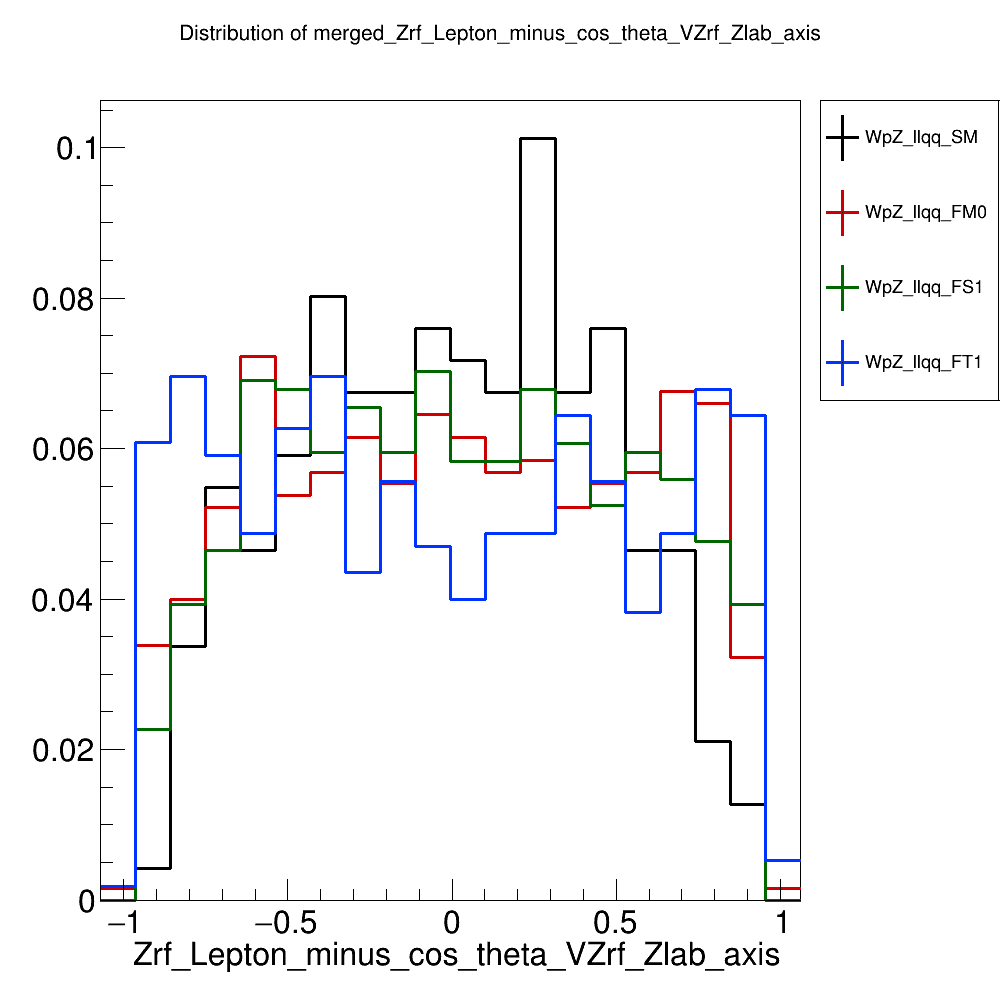 Distribution of merged_Zrf_Lepton_minus_cos_theta_VZrf_Zlab_axis
WpZ_llqq_SM
WpZ_llqq_FM0
WpZ_llqq_FS1
WpZ_llqq_FT1
0.1
0.08
0.06
0.04
0.02
0
−1 −0.5 0 0.5 1
Zrf_Lepton_minus_cos_theta_VZrf_Zlab_axis